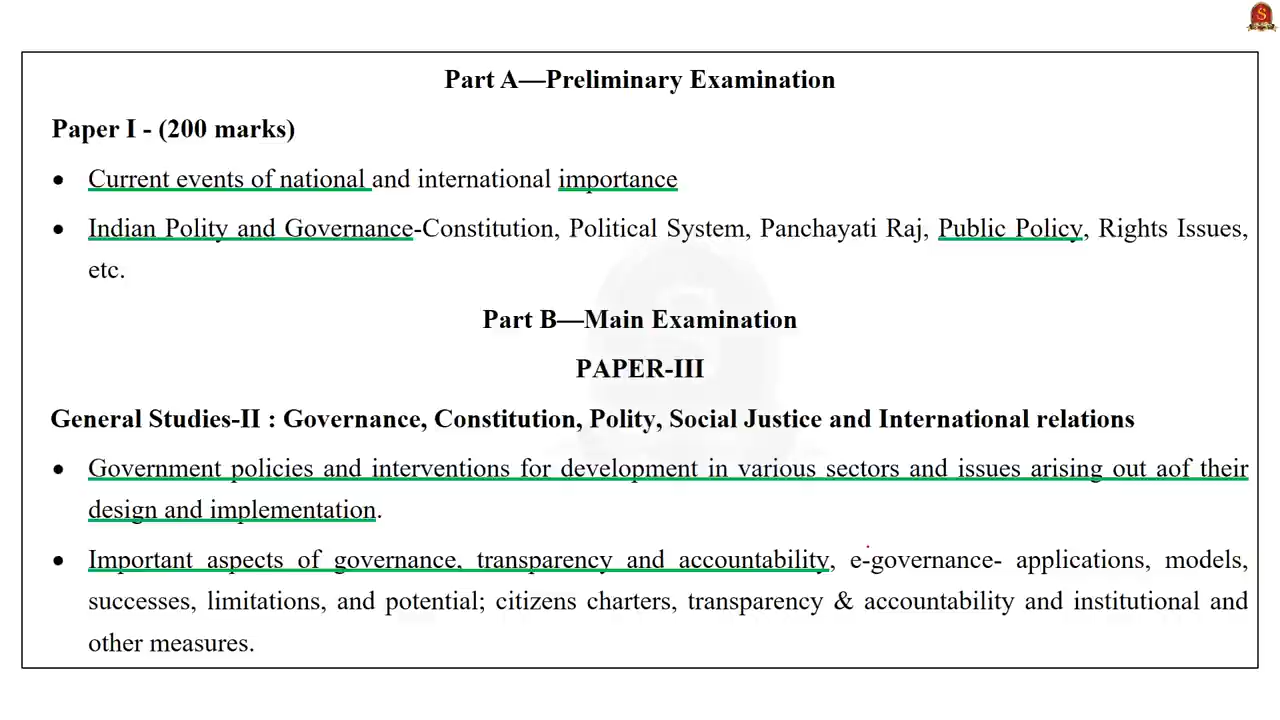 Part A—Preliminary Examination
Paper I - (200 marks)
• Current events of national and international importance
• Indian Polity and Governance-Constitution, Political System, Panchayati Raj, Public Policy, Rights Issues,
etc.
Part B—Main Examination
PAPER-III
General Studies-II : Governance, Constitution, Polity, Social Justice and International relations
• Government policies and interventions for development in various sectors and issues arising out aof their
design and implementation.
• Important aspects of governance, transparency and accountability, e-governance- applications, models,
successes, limitations, and potential; citizens charters, transparency & accountability and institutional and
other measures.